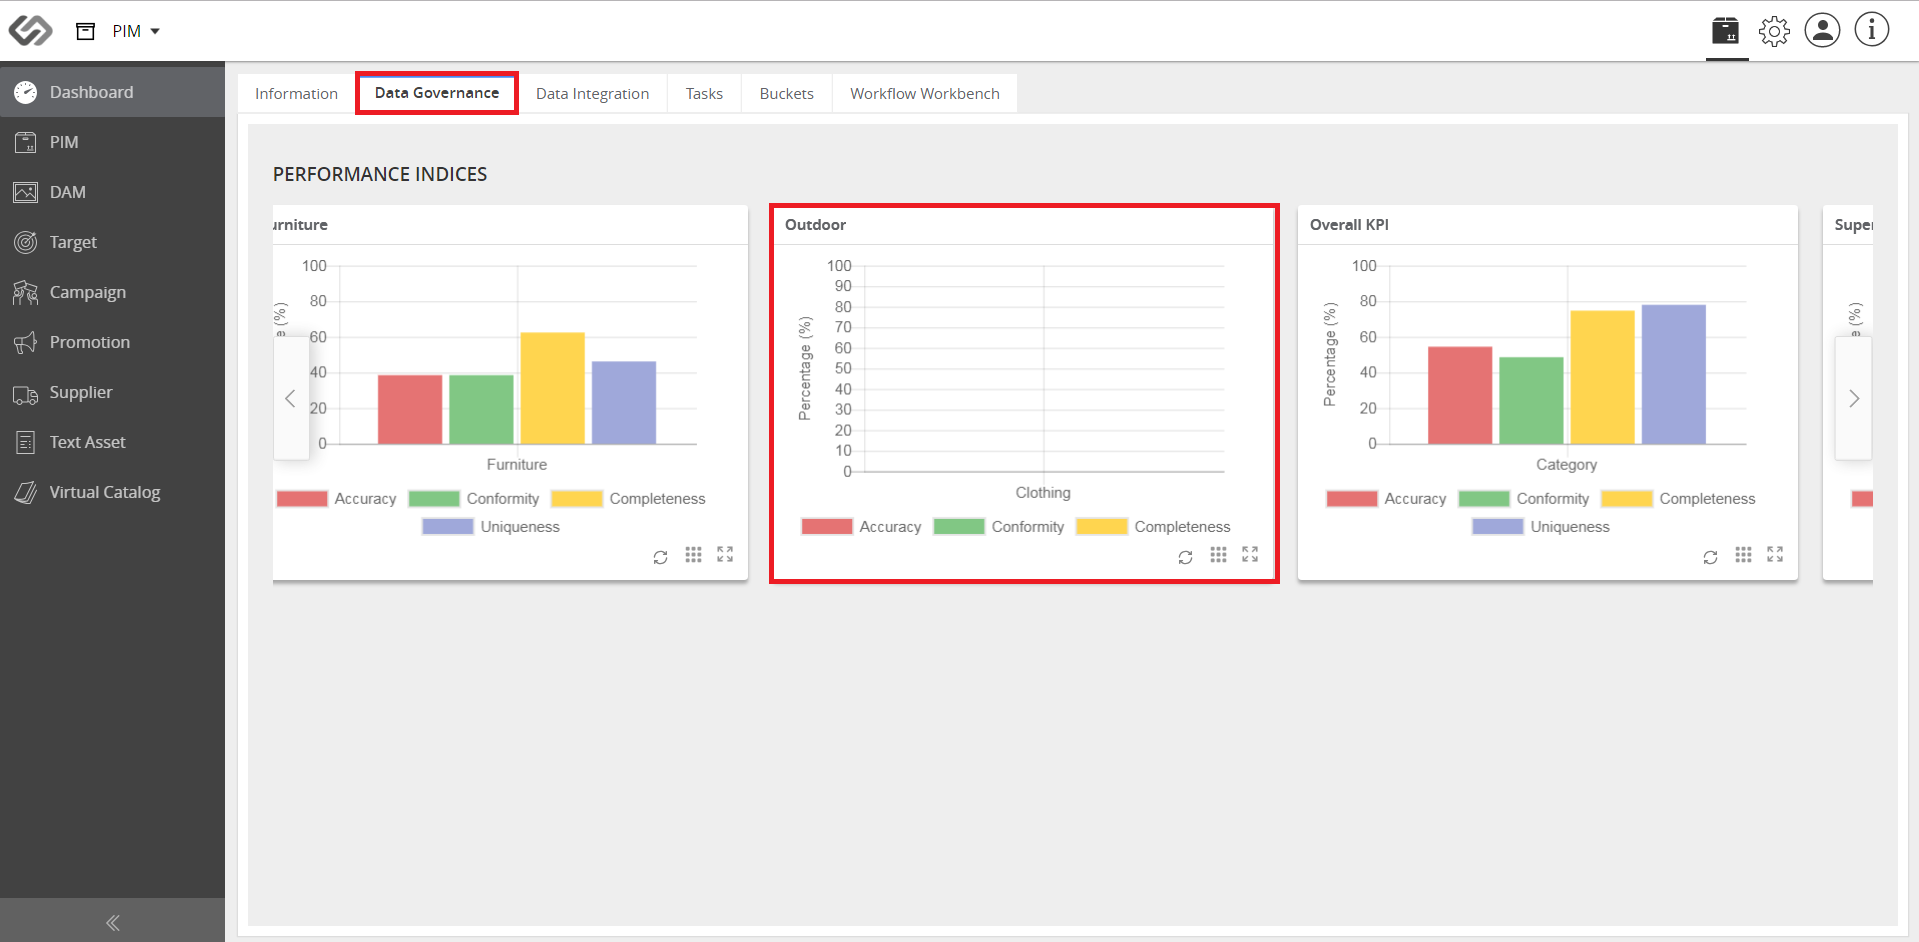 PIM
Dashboard
PIM
DAM
Target
Campaign
Promotion
Supplier
Text Asset
Virtual Catalog
Information
Data Governance
Data Integration
Tasks
Buckets
Workflow Workbench
PERFORMANCE INDICES
urniture
100
80
60
40
20
0
e (%)
Furniture
Accuracy
Conformity
Completeness
Uniqueness
Outdoor
100
90
80
70
60
50
40
30
20
10
0
Percentage (%)
Clothing
Accuracy
Conformity
Completeness
Overall KPI
100
80
60
40
20
0
Percentage (%)
Category
Accuracy
Conformity
Completeness
Uniqueness
Super
e (%)